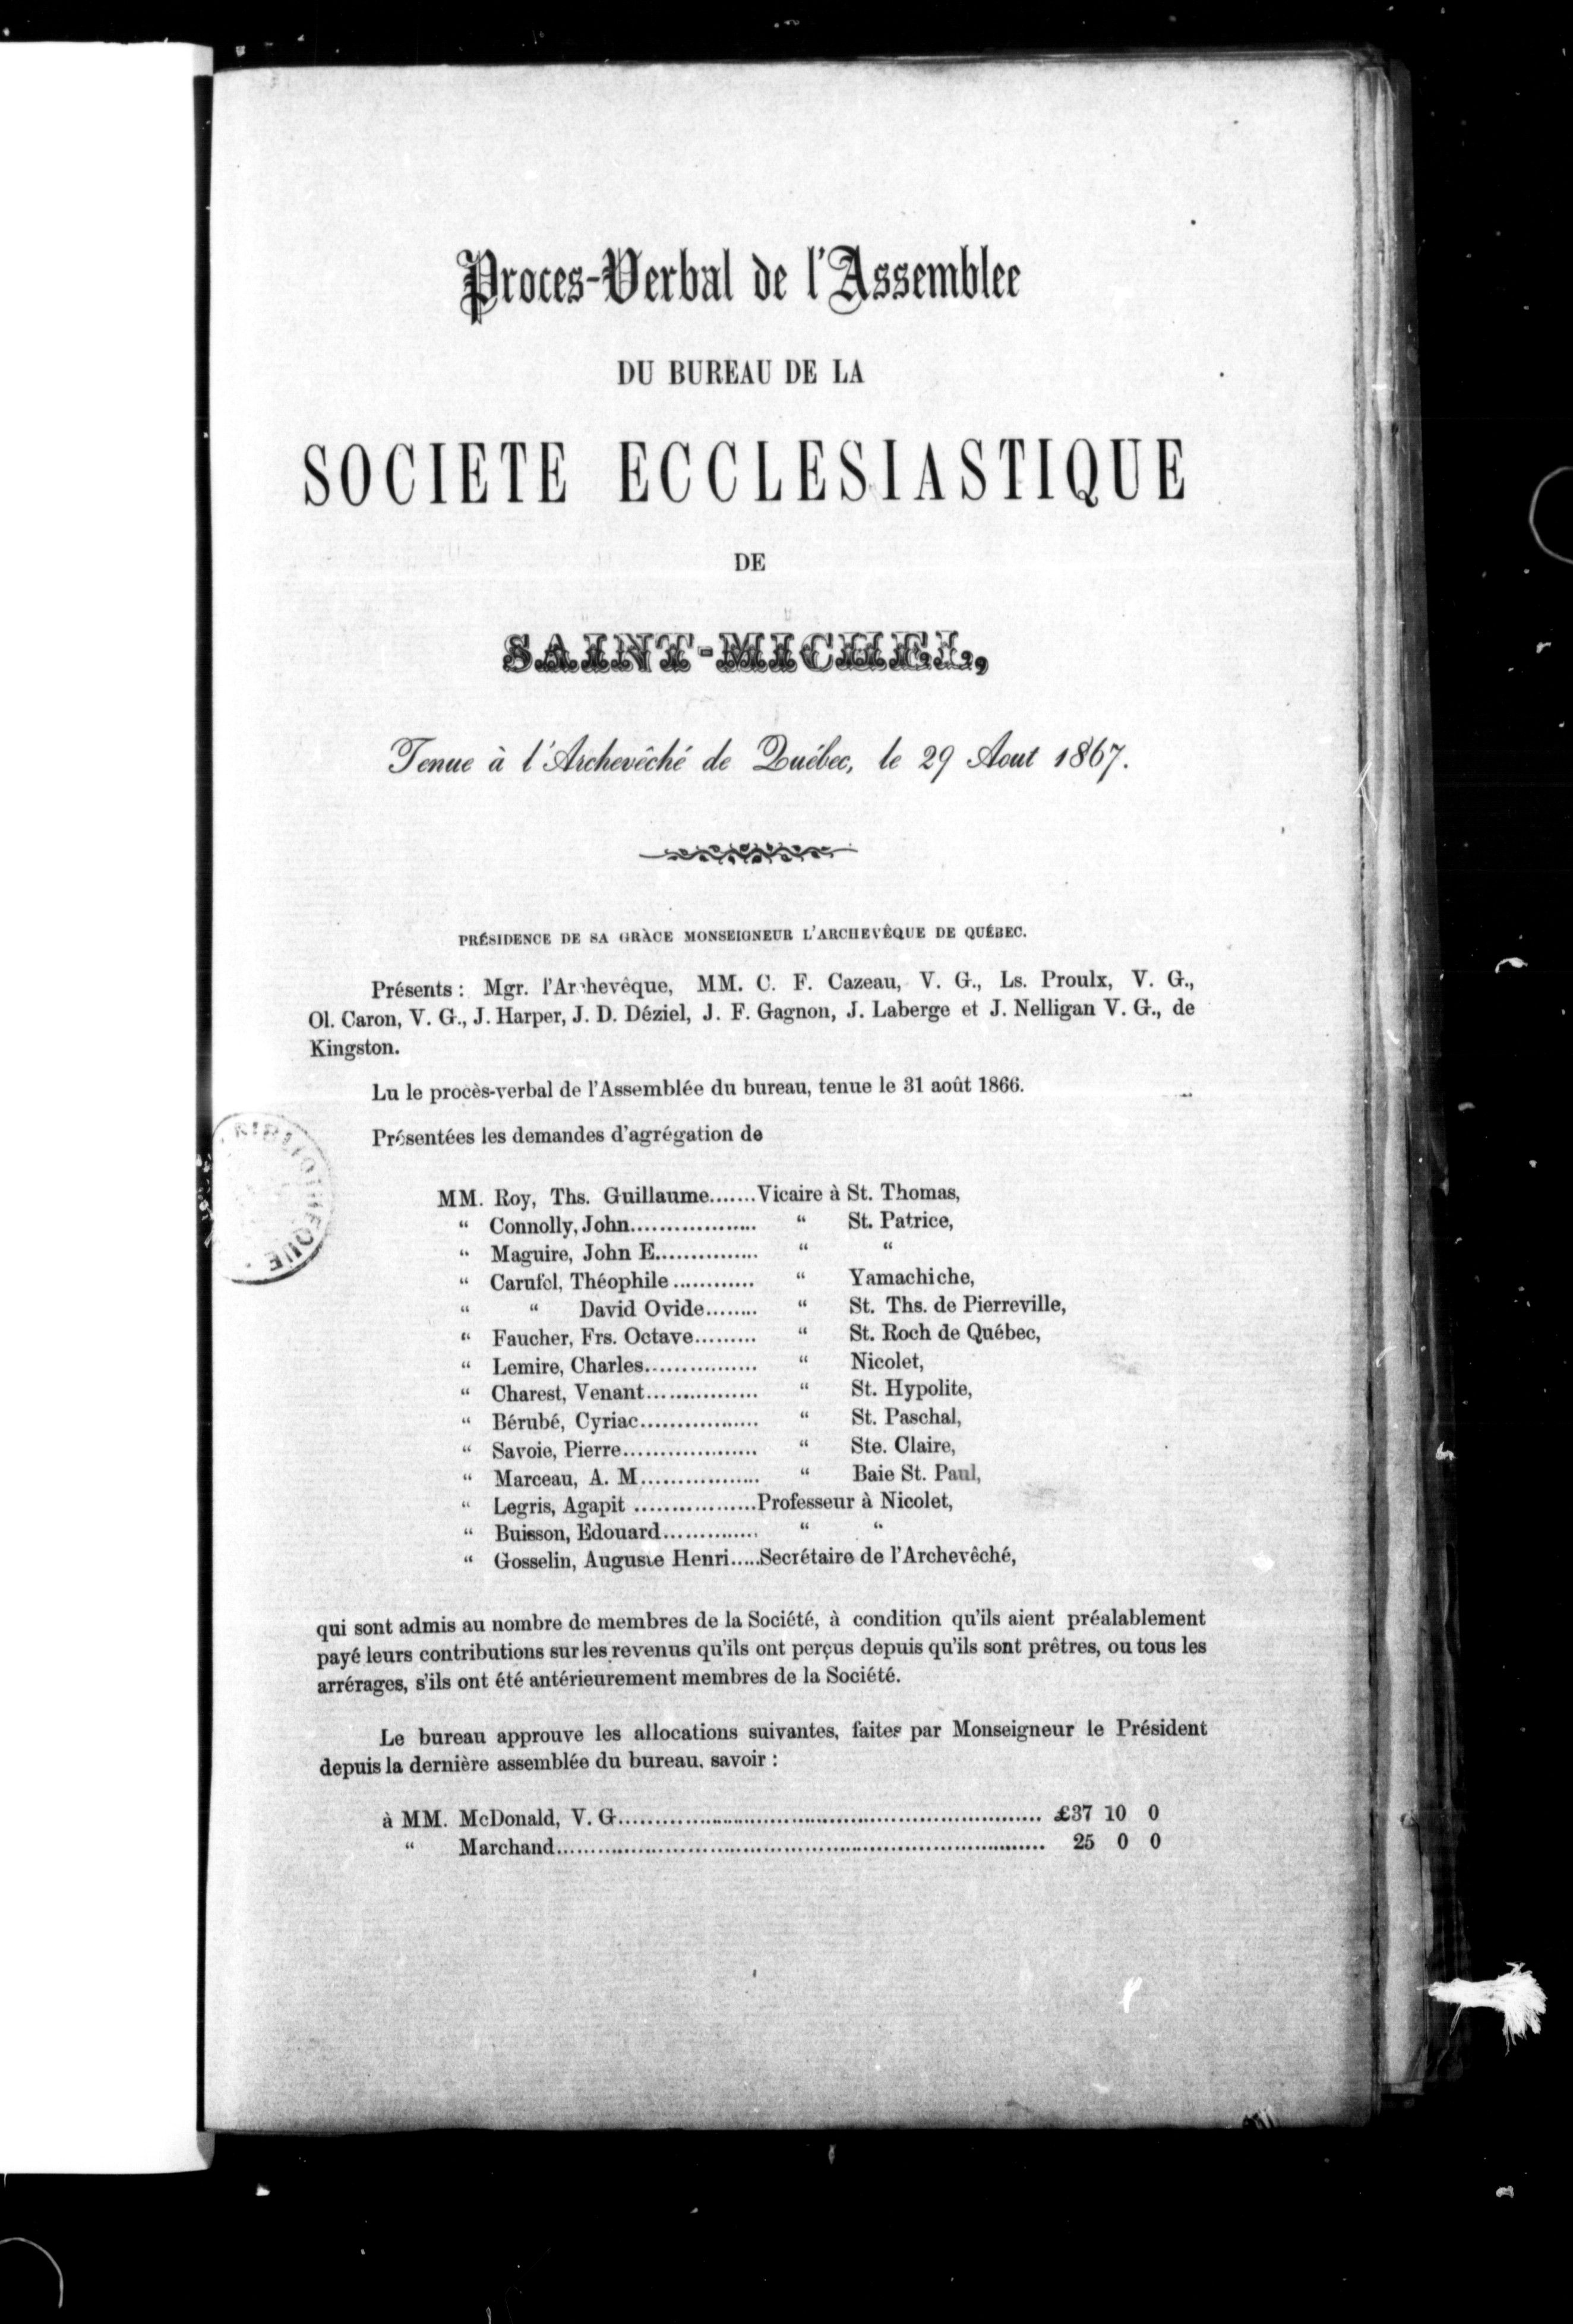 Proces-Verbal de l'Assemblee
DU BUREAU DE LA
SOCIETE ECCLESIASTIQUE
DE
SAINT-MICHEL,
Tenue à l'Archevêché de Québec, le 29 Aout 1867.
PRÉSIDENCE DE SA GRÀCE MONSEIGNEUR L'ARCHEVÊQUE DE QUÉBEC.
Présents : Mgr. l'Archevêque, MM. C. F. Cazeau, V. G., Ls. Proulx, V. G.,
Ol. Caron, V. G., J. Harper, J. D. Déziel, J. F. Gagnon, J. Laberge et J. Nelligan V. G., de
Kingston.
Lu le procès-verbal de l'Assemblée du bureau, tenue le 31 août 1866.
Présentées les demandes d'agrégation de
BIBLIOTHEQUE
MM. Roy, Ths. Guillaume.......Vicaire à St. Thomas,
“ Connolly, John.................. “ St. Patrice,
“ Maguire, John E............... “ “
“ Carufel, Théophile ............ “ Yamachiche,
“ “ David Ovide........ “ St. Ths. de Pierreville,
“ Faucher, Frs. Octave......... “ St. Roch de Québec,
“ Lemire, Charles................ “ Nicolet,
“ Charest, Venant................ “ St. Hypolite,
“ Bérubé, Cyriac................. “ St. Paschal,
“ Savoie, Pierre................... “ Ste. Claire,
“ Marceau, A. M................. “ Baie St. Paul,
“ Legris, Agapit .................Professeur à Nicolet,
“ Buisson, Edouard.............. “ “
“ Gosselin, Auguste Henri.....Secrétaire de l'Archevêché,
qui sont admis au nombre de membres de la Société, à condition qu'ils aient préalablement
payé leurs contributions sur les revenus qu'ils ont perçus depuis qu'ils sont prêtres, ou tous les
arrérages, s'ils ont été antérieurement membres de la Société.
Le bureau approuve les allocations suivantes, faites par Monseigneur le Président
depuis la dernière assemblée du bureau, savoir :
à MM. McDonald, V. G...................................................................... £37 10 0
“ Marchand................................................................................ 25 0 0